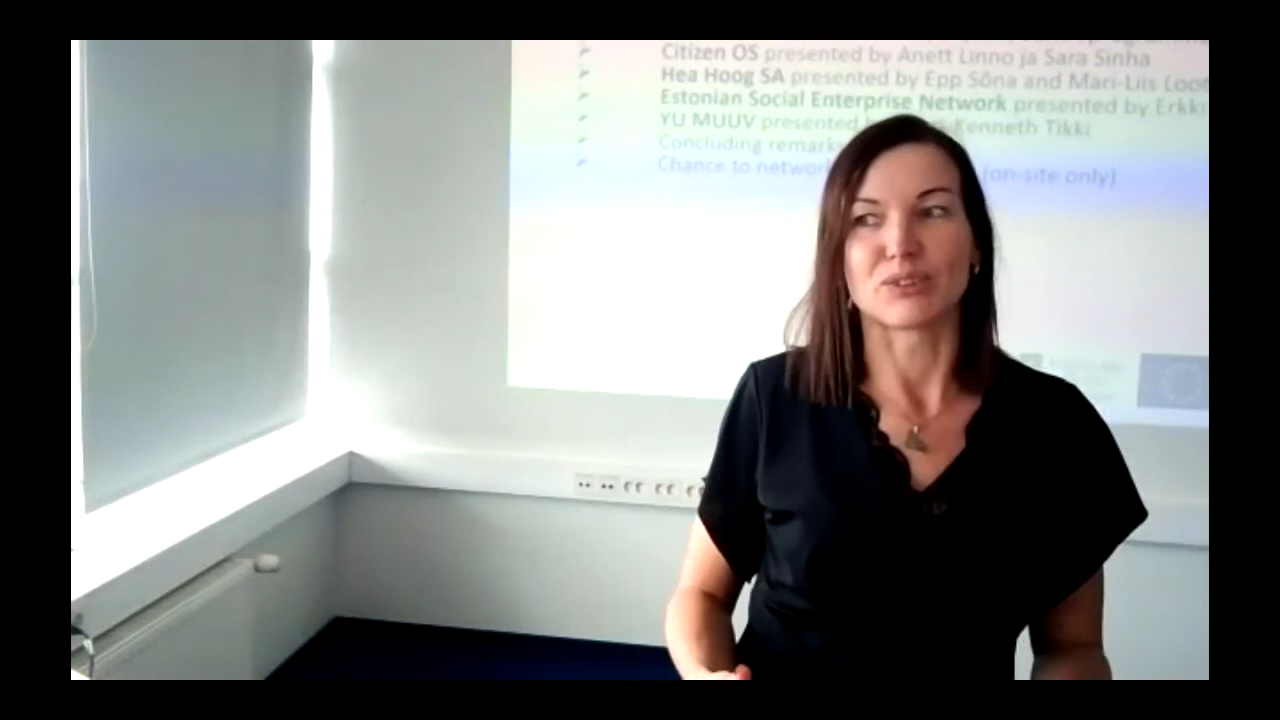 Citizen OS presented by Anett Linno ja Sara Sinha
Hea Hoog SA presented by Epp Sõna and Mari-Liis Loot
Estonian Social Enterprise Network presented by Erkki
YU MUUV presented Kenneth Tikki
Concluding remarks
Chance to network (on-site only)